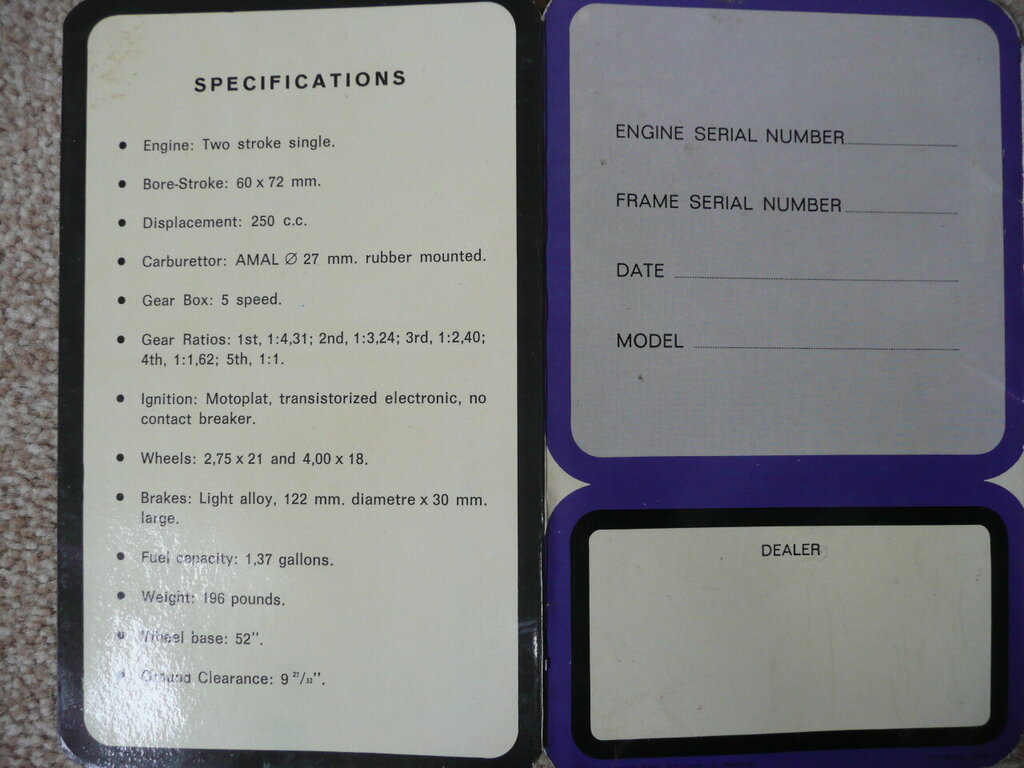 SPECIFICATIONS
• Engine: Two stroke single.
• Bore-Stroke: 60 x 72 mm.
• Displacement: 250 c.c.
• Carburettor: AMAL ∅ 27 mm. rubber mounted.
• Gear Box: 5 speed.
• Gear Ratios: 1st, 1:4,31; 2nd, 1:3,24; 3rd, 1:2,40;
4th, 1:1,62; 5th, 1:1.
• Ignition: Motoplat, transistorized electronic, no
contact breaker.
• Wheels: 2,75 x 21 and 4,00 x 18.
• Brakes: Light alloy, 122 mm. diametre x 30 mm.
large.
• Fuel capacity: 1,37 gallons.
• Weight: 196 pounds.
• Wheel base: 52".
• Ground Clearance: 9 27/32".
ENGINE SERIAL NUMBER
FRAME SERIAL NUMBER
DATE
MODEL
DEALER